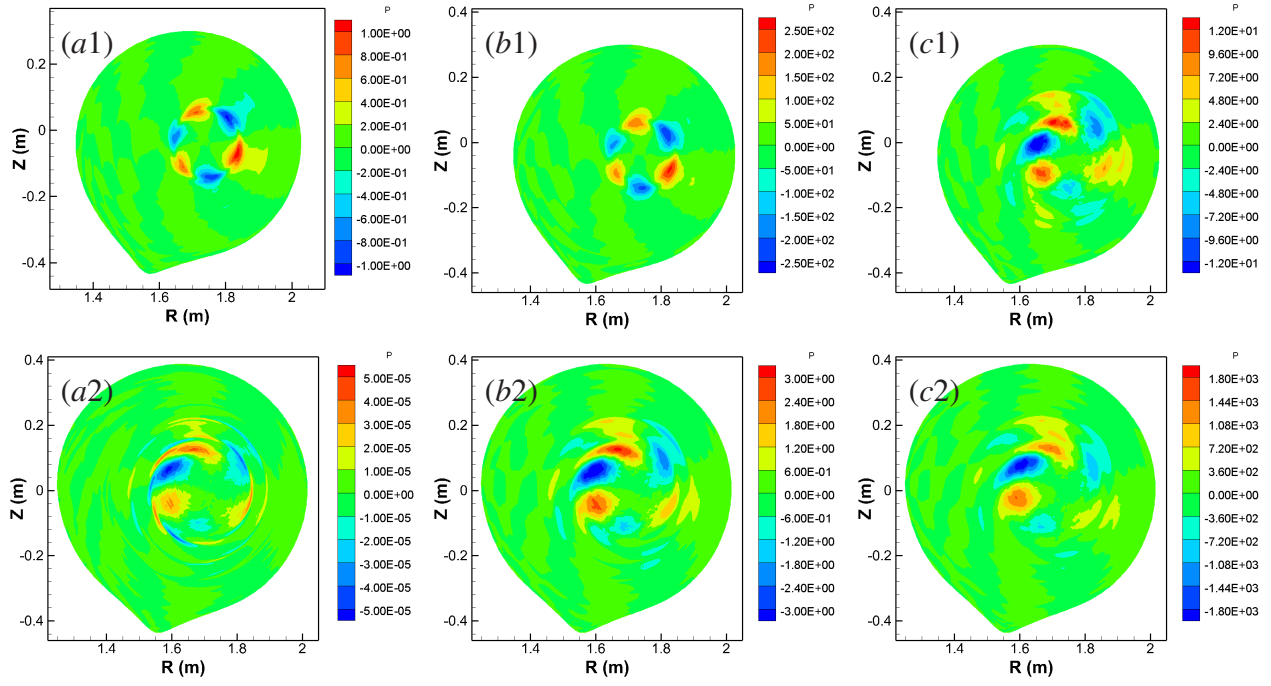 (a1)
P
1.00E+00
8.00E-01
6.00E-01
4.00E-01
2.00E-01
0.00E+00
-2.00E-01
-4.00E-01
-6.00E-01
-8.00E-01
-1.00E+00
Z (m)
0.2
0
-0.2
-0.4
1.4 1.6 1.8 2
R (m)
(b1)
P
2.50E+02
2.00E+02
1.50E+02
1.00E+02
5.00E+01
0.00E+00
-5.00E+01
-1.00E+02
-1.50E+02
-2.00E+02
-2.50E+02
Z (m)
0.4
0.2
0
-0.2
-0.4
1.4 1.6 1.8 2
R (m)
(c1)
P
1.20E+01
9.60E+00
7.20E+00
4.80E+00
2.40E+00
0.00E+00
-2.40E+00
-4.80E+00
-7.20E+00
-9.60E+00
-1.20E+01
Z (m)
0.4
0.2
0
-0.2
-0.4
1.4 1.6 1.8 2
R (m)
(a2)
P
5.00E-05
4.00E-05
3.00E-05
2.00E-05
1.00E-05
0.00E+00
-1.00E-05
-2.00E-05
-3.00E-05
-4.00E-05
-5.00E-05
Z (m)
0.4
0.2
0
-0.2
-0.4
1.4 1.6 1.8 2
R (m)
(b2)
P
3.00E+00
2.40E+00
1.80E+00
1.20E+00
6.00E-01
0.00E+00
-6.00E-01
-1.20E+00
-1.80E+00
-2.40E+00
-3.00E+00
Z (m)
0.4
0.2
0
-0.2
-0.4
1.4 1.6 1.8 2
R (m)
(c2)
P
1.80E+03
1.44E+03
1.08E+03
7.20E+02
3.60E+02
0.00E+00
-3.60E+02
-7.20E+02
-1.08E+03
-1.44E+03
-1.80E+03
Z (m)
0.4
0.2
0
-0.2
-0.4
1.4 1.6 1.8 2
R (m)